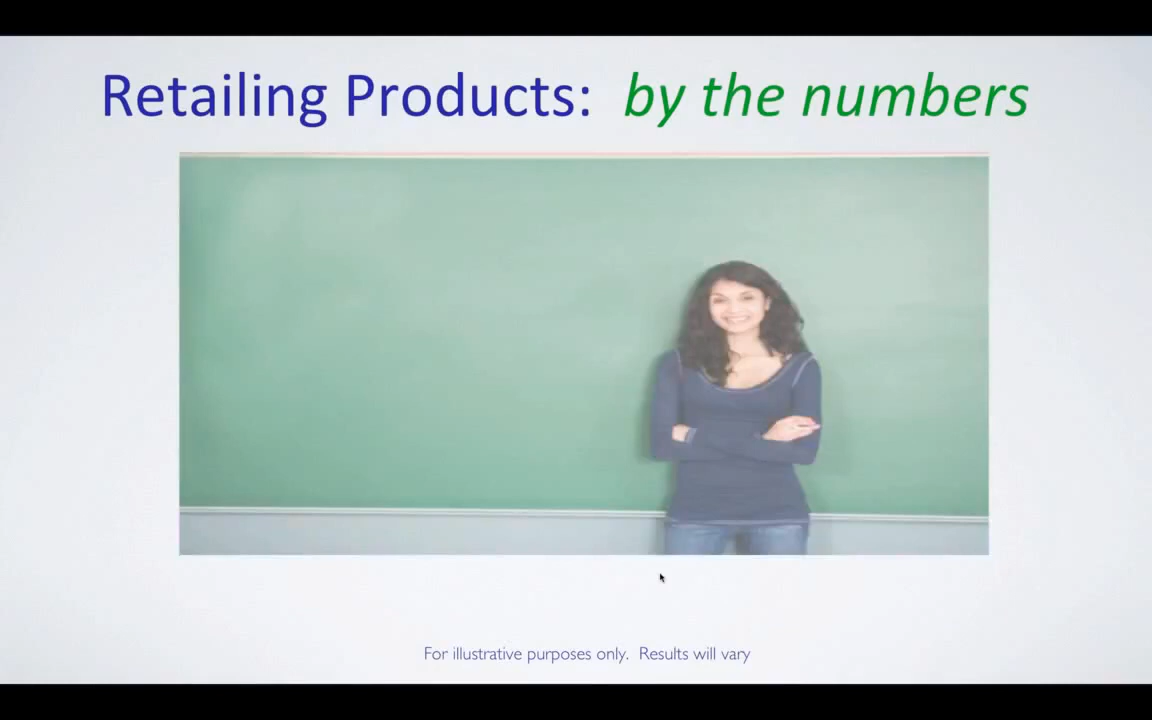 Retailing Products: by the numbers
For illustrative purposes only. Results will vary